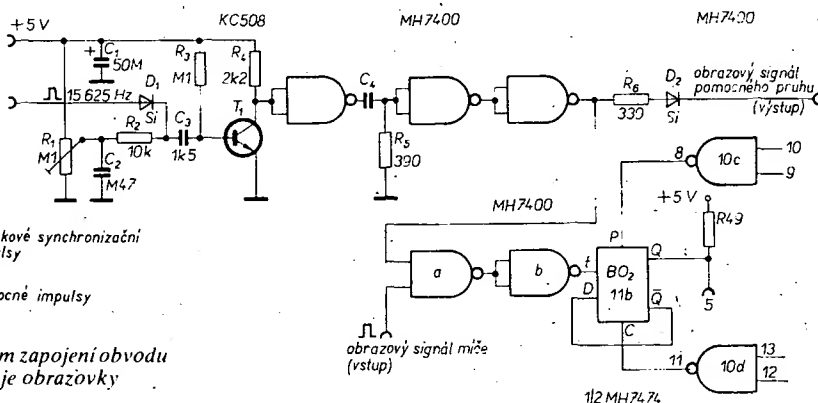 KC508
MH7400
MH7400
+5 V
C1
50M
R3
M1
R4
2k2
15 625 Hz
D1
Si
R1
M1
R2
10k
C2
M47
C3
1k5
T1
C4
R5
390
R6
330
D2
Si
obrazový signál
pomocného pruhu
(výstup)
8
10c
10
9
MH7400
+5 V
R49
kové synchronizační
lsy
ocné impulsy
m zapojení obvodu
je obrazovky
a
b
t
P
D
BO2
11b
Q
Q̄
C
5
obrazový signál míče
(vstup)
11
10d
13
12
1/2 MH7474